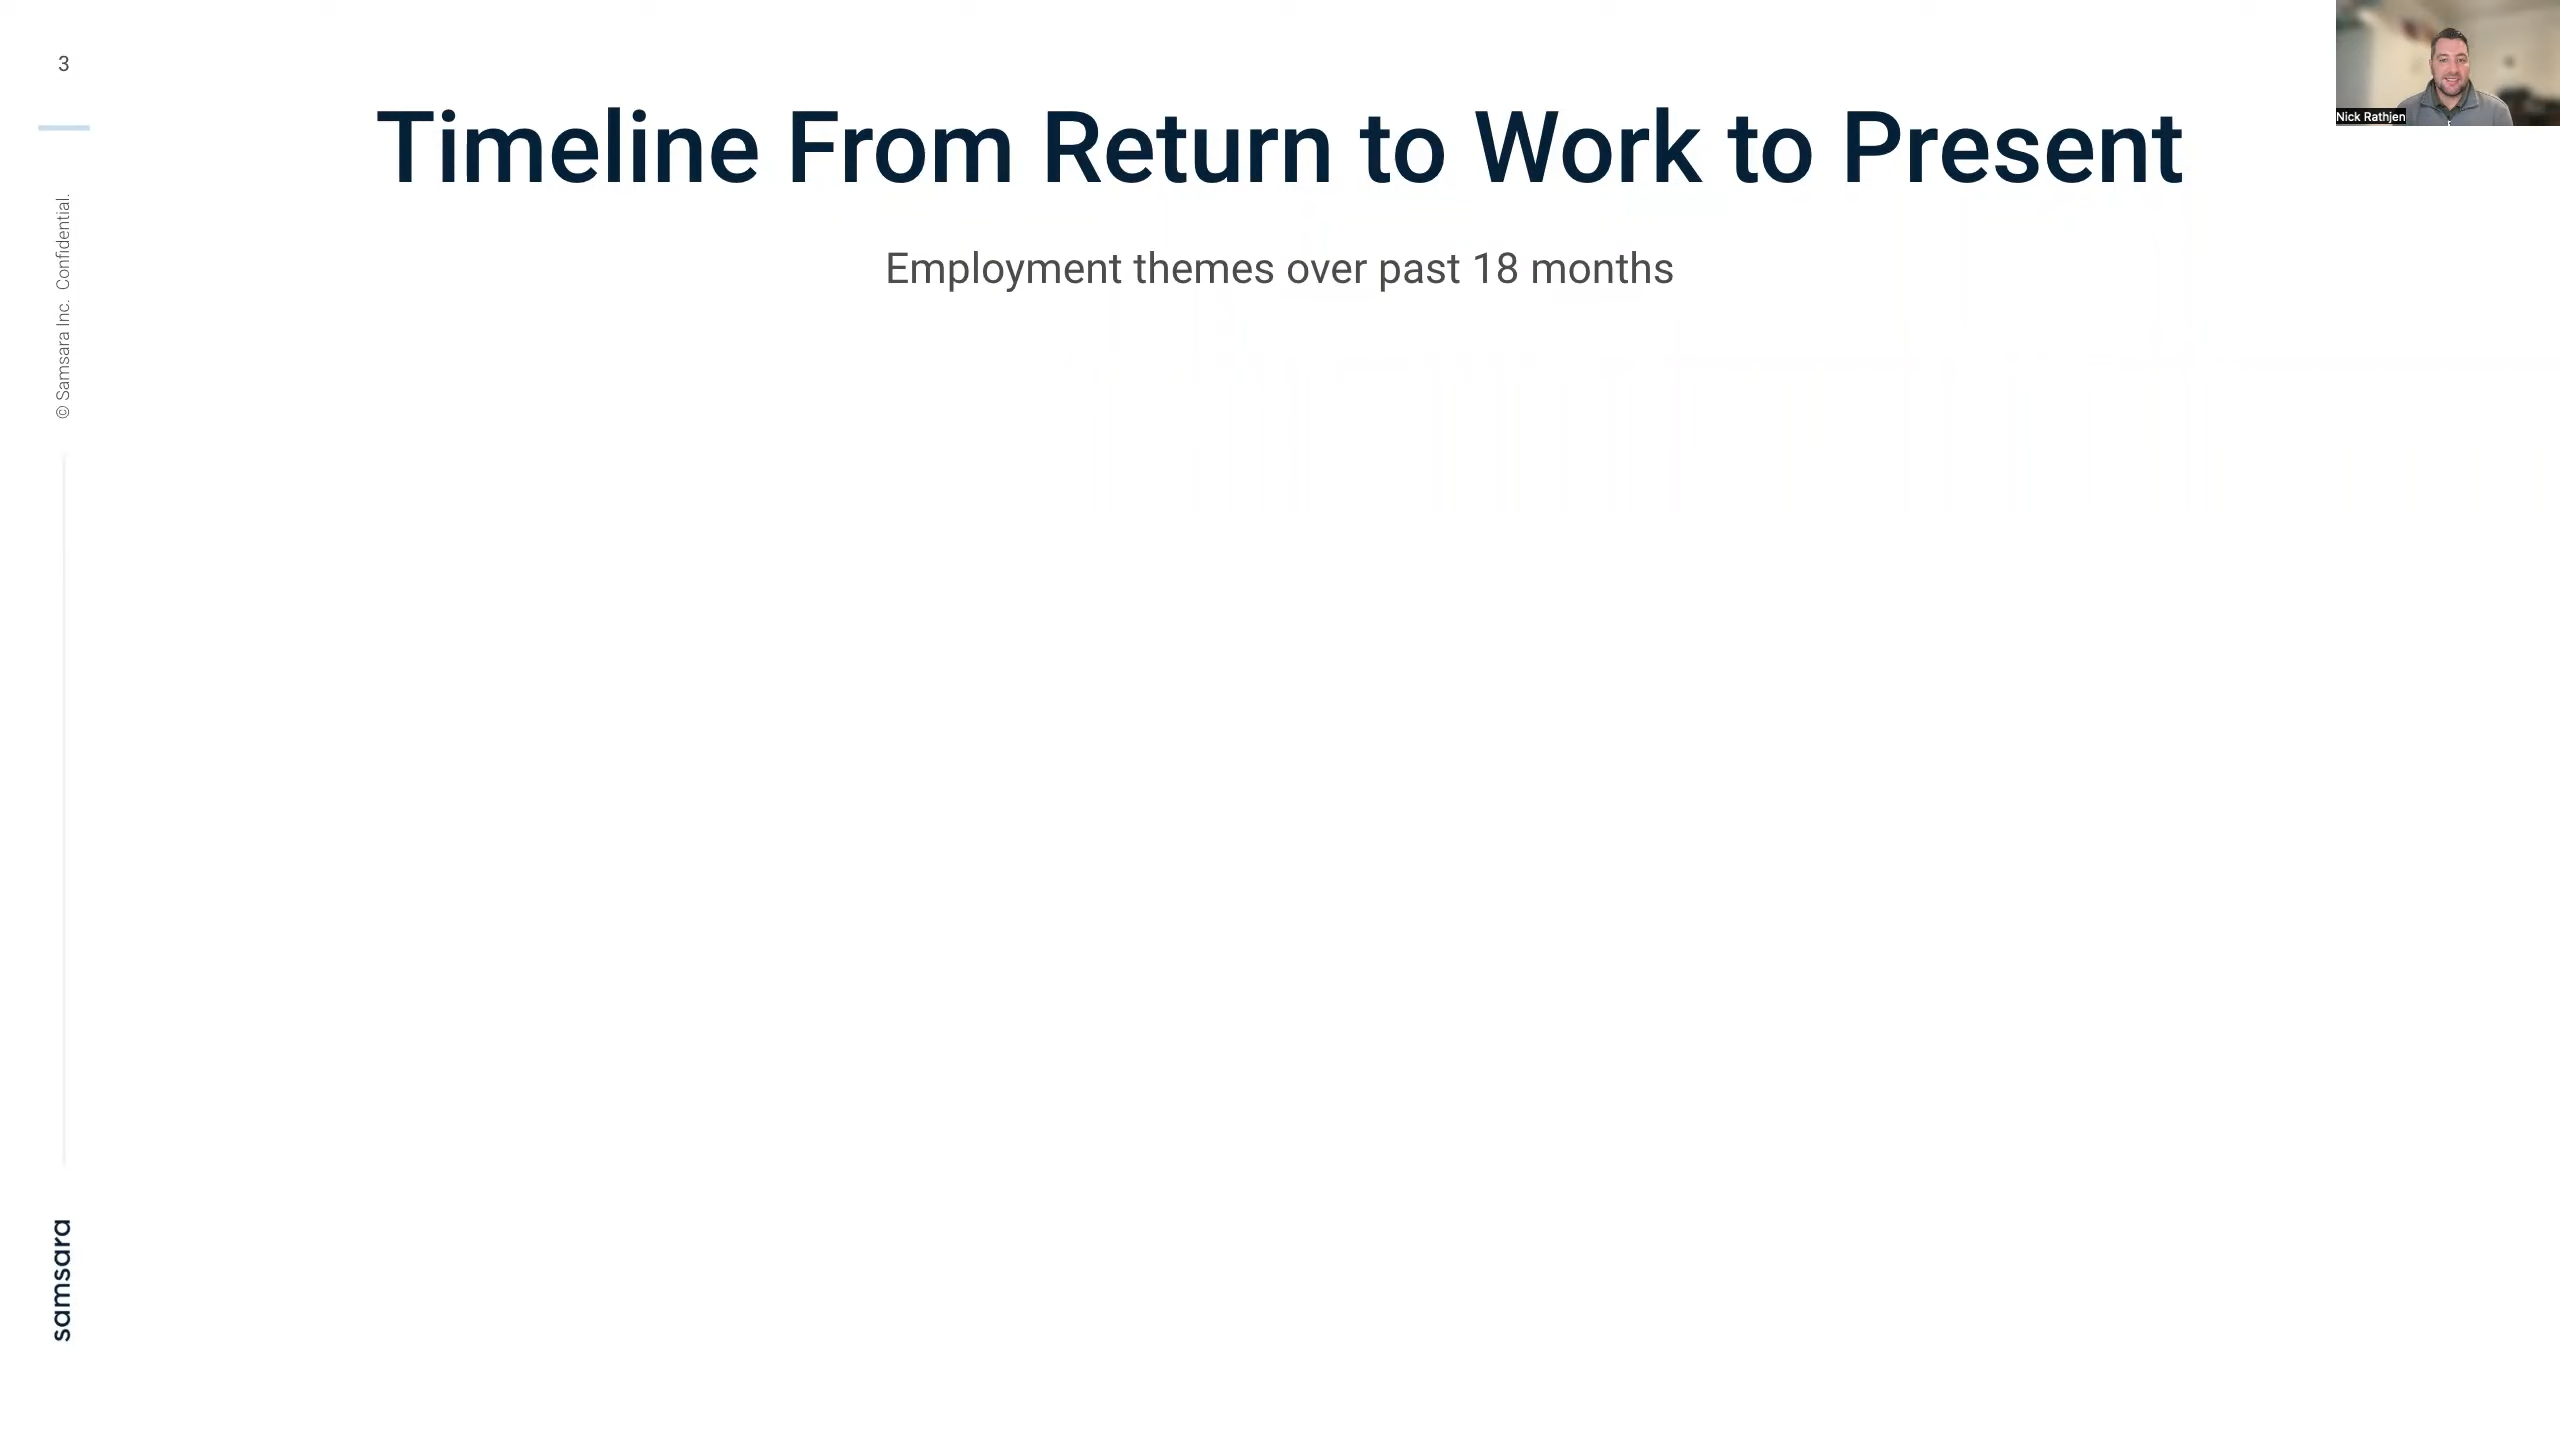 3
© Samsara Inc. Confidential.
samsara
Timeline From Return to Work to Present
Employment themes over past 18 months
Nick Rathjen